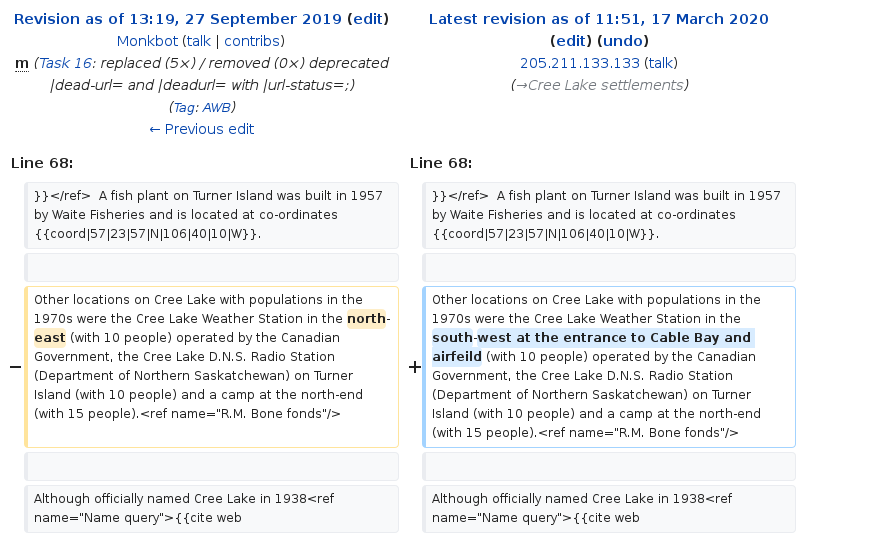 Revision as of 13:19, 27 September 2019 (edit)
Monkbot (talk | contribs)
m (Task 16: replaced (5×) / removed (0×) deprecated
|dead-url= and |deadurl= with |url-status=;)
(Tag: AWB)
← Previous edit
Latest revision as of 11:51, 17 March 2020
(edit) (undo)
205.211.133.133 (talk)
(→Cree Lake settlements)
Line 68:
Line 68:
}}</ref>  A fish plant on Turner Island was built in 1957
by Waite Fisheries and is located at co-ordinates
{{coord|57|23|57|N|106|40|10|W}}.
}}</ref>  A fish plant on Turner Island was built in 1957
by Waite Fisheries and is located at co-ordinates
{{coord|57|23|57|N|106|40|10|W}}.
−
Other locations on Cree Lake with populations in the
1970s were the Cree Lake Weather Station in the north-
east (with 10 people) operated by the Canadian
Government, the Cree Lake D.N.S. Radio Station
(Department of Northern Saskatchewan) on Turner
Island (with 10 people) and a camp at the north-end
(with 15 people).<ref name="R.M. Bone fonds"/>
+
Other locations on Cree Lake with populations in the
1970s were the Cree Lake Weather Station in the
south-west at the entrance to Cable Bay and
airfeild (with 10 people) operated by the Canadian
Government, the Cree Lake D.N.S. Radio Station
(Department of Northern Saskatchewan) on Turner
Island (with 10 people) and a camp at the north-end
(with 15 people).<ref name="R.M. Bone fonds"/>
Although officially named Cree Lake in 1938<ref
name="Name query">{{cite web
Although officially named Cree Lake in 1938<ref
name="Name query">{{cite web